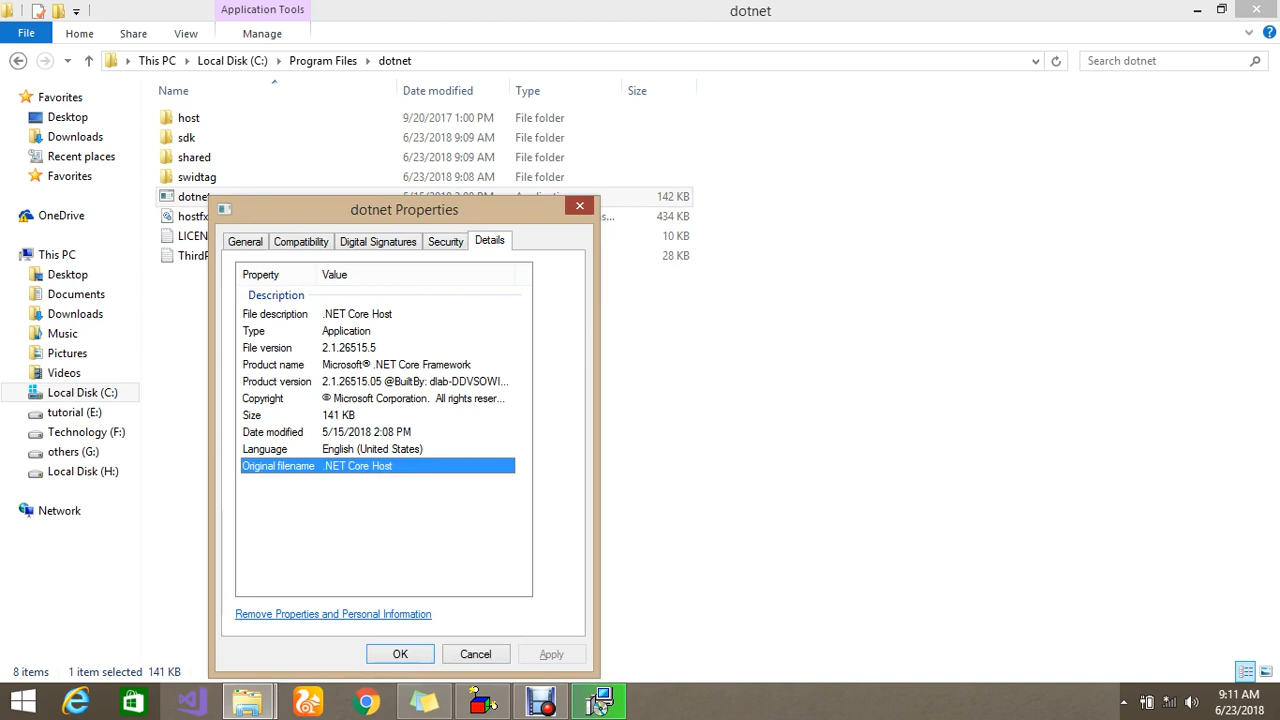 Application Tools
dotnet
File
Home
Share
View
Manage
This PC
Local Disk (C:)
Program Files
dotnet
Search dotnet
Name
Date modified
Type
Size
Favorites
Desktop
Downloads
Recent places
Favorites
OneDrive
This PC
Desktop
Documents
Downloads
Music
Pictures
Videos
Local Disk (C:)
tutorial (E:)
Technology (F:)
others (G:)
Local Disk (H:)
Network
host 9/20/2017 1:00 PM File folder
sdk 6/23/2018 9:09 AM File folder
shared 6/23/2018 9:09 AM File folder
swidtag 6/23/2018 9:08 AM File folder
142 KB
hostfx s... 434 KB
LICEN 10 KB
28 KB
dotnet Properties
General
Compatibility
Digital Signatures
Security
Details
Property Value
Description
File description .NET Core Host
Type Application
File version 2.1.26515.5
Product name Microsoft® .NET Core Framework
Product version 2.1.26515.05 @BuiltBy: dlab-DDVSOWI...
Copyright © Microsoft Corporation. All rights reser...
Size 141 KB
Date modified 5/15/2018 2:08 PM
Language English (United States)
Original filename .NET Core Host
Remove Properties and Personal Information
OK
Cancel
Apply
8 items 1 item selected 141 KB
9:11 AM
6/23/2018